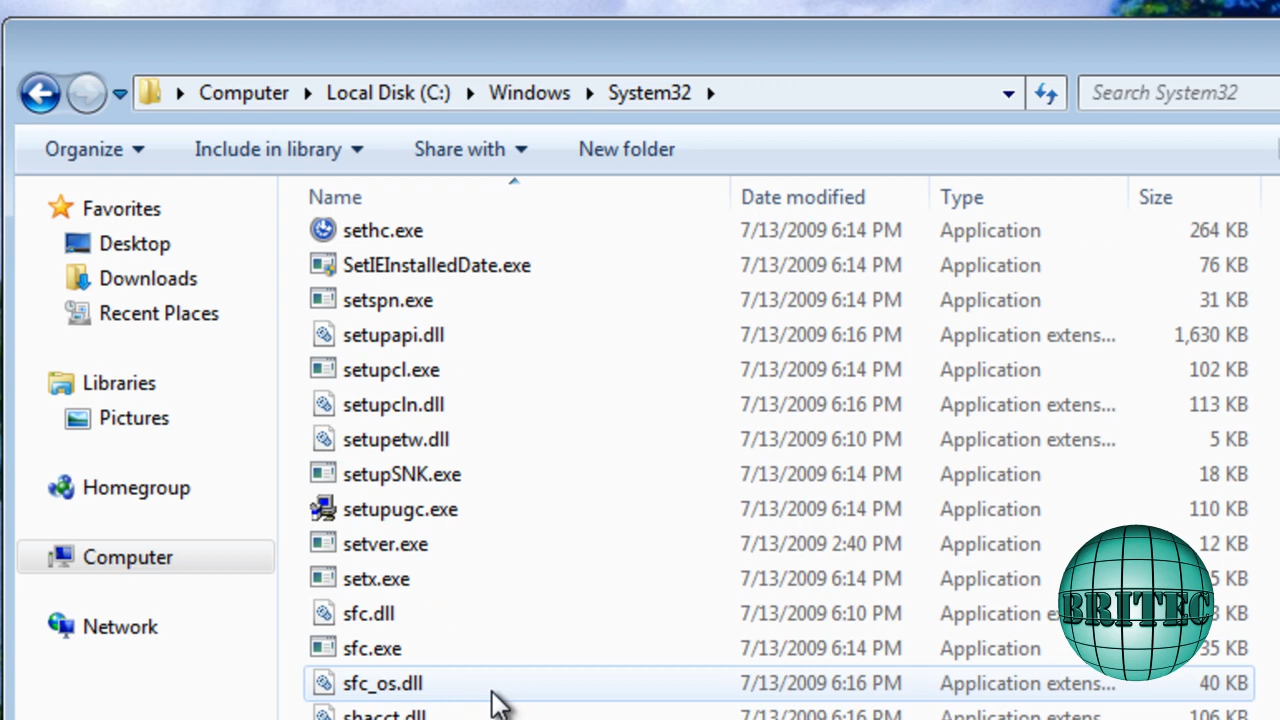 Computer Local Disk (C:) Windows System32 Search System32
Organize Include in library Share with New folder
Favorites
Desktop
Downloads
Recent Places
Libraries
Pictures
Homegroup
Computer
Network
Name Date modified Type Size
sethc.exe 7/13/2009 6:14 PM Application 264 KB
SetIEInstalledDate.exe 7/13/2009 6:14 PM Application 76 KB
setspn.exe 7/13/2009 6:14 PM Application 31 KB
setupapi.dll 7/13/2009 6:16 PM Application extens... 1,630 KB
setupcl.exe 7/13/2009 6:14 PM Application 102 KB
setupcln.dll 7/13/2009 6:16 PM Application extens... 113 KB
setupetw.dll 7/13/2009 6:10 PM Application extens... 5 KB
setupSNK.exe 7/13/2009 6:14 PM Application 18 KB
setupugc.exe 7/13/2009 6:14 PM Application 110 KB
setver.exe 7/13/2009 2:40 PM Application 12 KB
setx.exe 7/13/2009 6:14 PM Application KB
sfc.dll 7/13/2009 6:10 PM Application KB
sfc.exe 7/13/2009 6:14 PM Application 35 KB
sfc_os.dll 7/13/2009 6:16 PM Application extens... 40 KB
shacct.dll 7/13/2009 6:16 PM Application extens... 106 KB
BRITEC